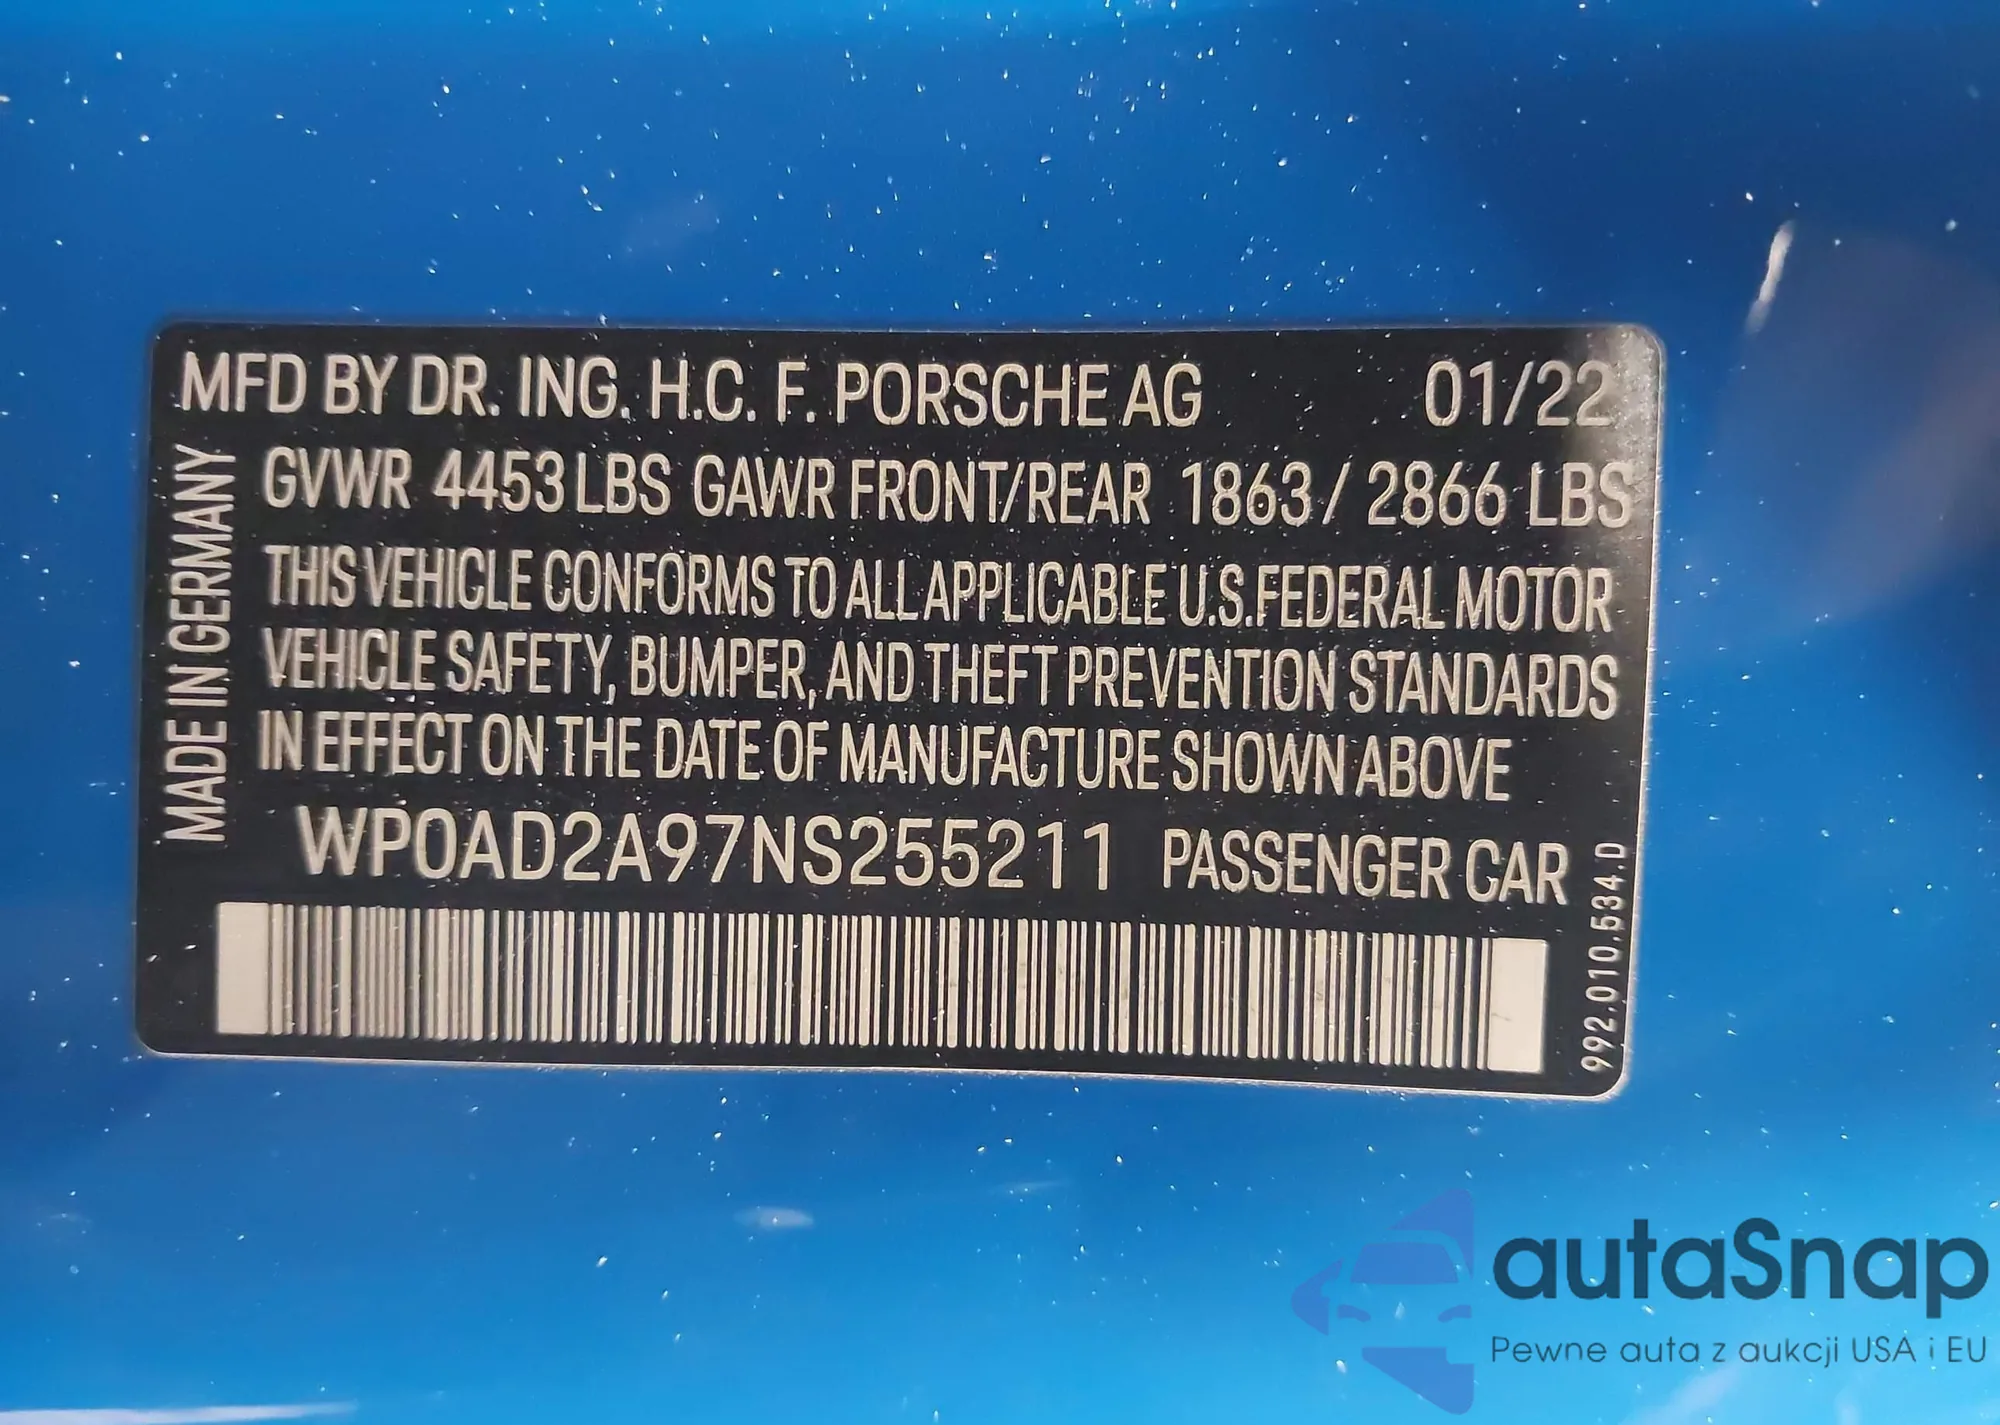 MFD BY DR. ING. H.C. F. PORSCHE AG 01/22
GVWR 4453 LBS GAWR FRONT/REAR 1863 / 2866 LBS
THIS VEHICLE CONFORMS TO ALL APPLICABLE U.S. FEDERAL MOTOR
VEHICLE SAFETY, BUMPER, AND THEFT PREVENTION STANDARDS
IN EFFECT ON THE DATE OF MANUFACTURE SHOWN ABOVE
WP0AD2A97NS255211 PASSENGER CAR
MADE IN GERMANY
992.010.534.D
autaSnap
Pewne auta z aukcji USA i EU